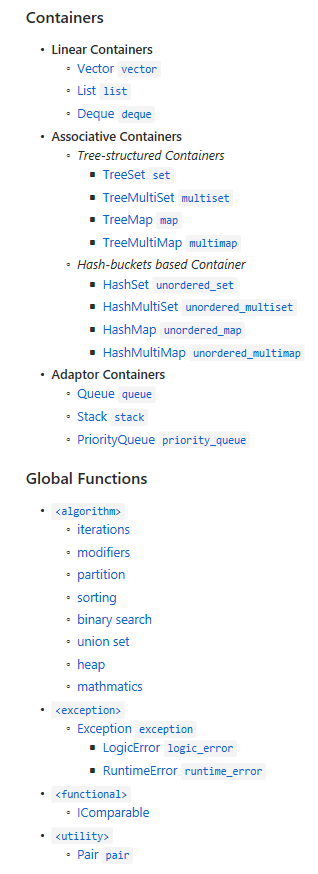 Containers
Linear Containers
Vector vector
List list
Deque deque
Associative Containers
Tree-structured Containers
TreeSet set
TreeMultiSet multiset
TreeMap map
TreeMultiMap multimap
Hash-buckets based Container
HashSet unordered_set
HashMultiSet unordered_multiset
HashMap unordered_map
HashMultiMap unordered_multimap
Adaptor Containers
Queue queue
Stack stack
PriorityQueue priority_queue
Global Functions
<algorithm>
iterations
modifiers
partition
sorting
binary search
union set
heap
mathmatics
<exception>
Exception exception
LogicError logic_error
RuntimeError runtime_error
<functional>
IComparable
<utility>
Pair pair